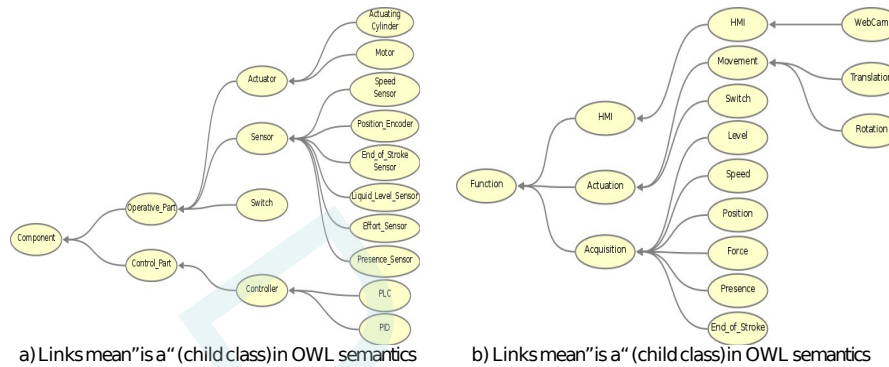 Actuating
Cylinder
Motor
Actuator
Speed
Sensor
Position_Encoder
Sensor
End_of_Stroke
Sensor
Liquid_Level_Sensor
Switch
Operative_Part
Effort_Sensor
Component
Presence_Sensor
Control_Part
Controller
PLC
PID
a) Links mean”is a“ (child class)in OWL semantics
HMI
WebCam
Movement
Translation
Switch
HMI
Rotation
Level
Speed
Function
Actuation
Position
Acquisition
Force
Presence
End_of_Stroke
b) Links mean”is a“ (child class)in OWL semantics